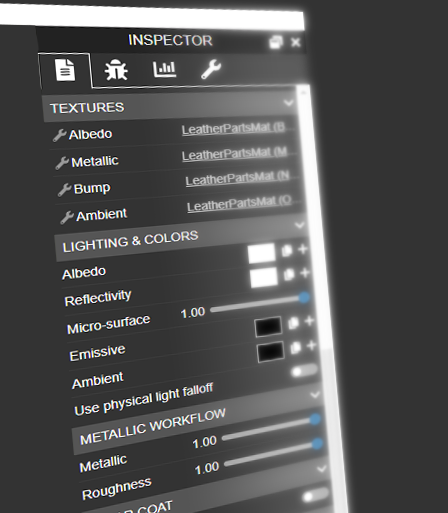 INSPECTOR
TEXTURES
Albedo LeatherPartsMat (B...
Metallic LeatherPartsMat (M...
Bump LeatherPartsMat (N...
Ambient LeatherPartsMat (O...
LIGHTING & COLORS
Albedo
Reflectivity
Micro-surface 1.00
Emissive
Ambient
Use physical light falloff
METALLIC WORKFLOW
Metallic 1.00
Roughness 1.00
COAT